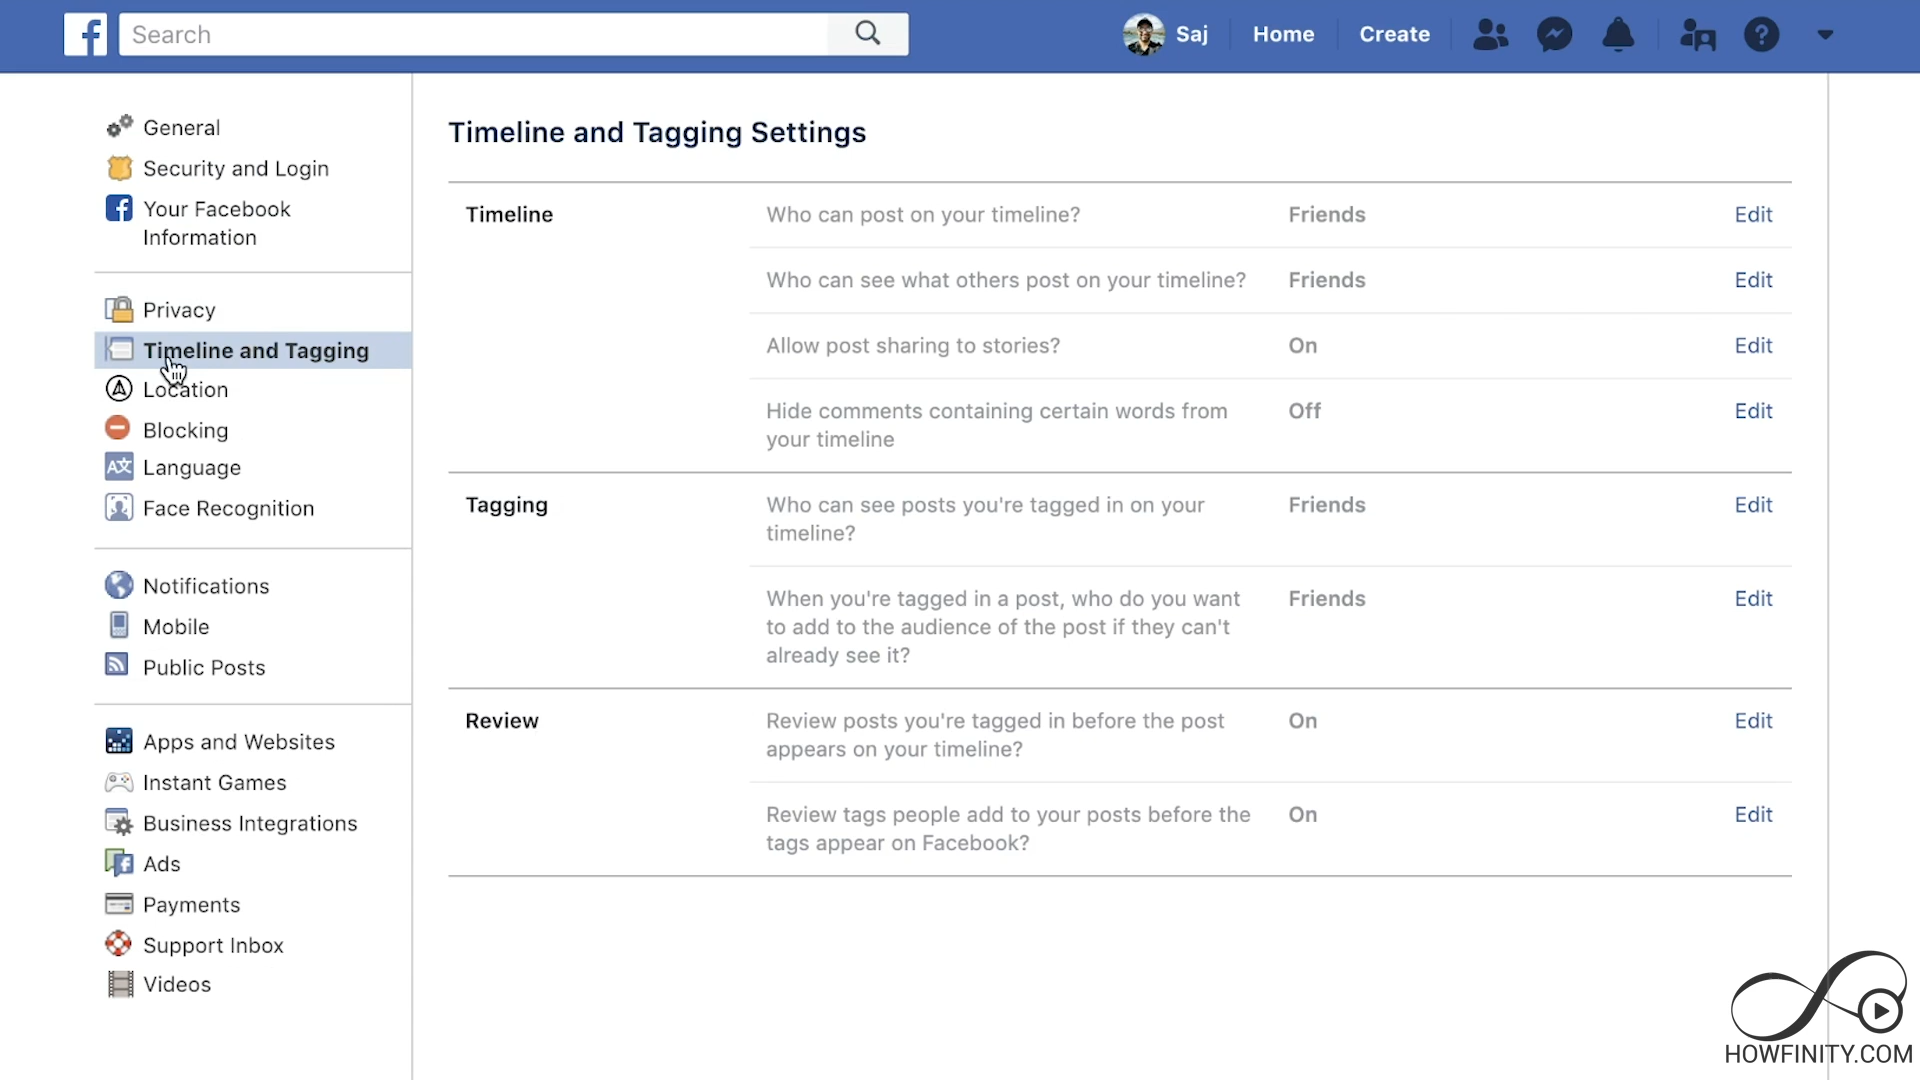 f Search Saj Home Create ?
General
Security and Login
Your Facebook
Information
Privacy
Timeline and Tagging
Location
Blocking
Language
Face Recognition
Notifications
Mobile
Public Posts
Apps and Websites
Instant Games
Business Integrations
Ads
Payments
Support Inbox
Videos
Timeline and Tagging Settings
Timeline Who can post on your timeline? Friends Edit
Who can see what others post on your timeline? Friends Edit
Allow post sharing to stories? On Edit
Hide comments containing certain words from Off Edit
your timeline
Tagging Who can see posts you're tagged in on your Friends Edit
timeline?
When you're tagged in a post, who do you want Friends Edit
to add to the audience of the post if they can't
already see it?
Review Review posts you're tagged in before the post On Edit
appears on your timeline?
Review tags people add to your posts before the On Edit
tags appear on Facebook?
HOWFINITY.COM